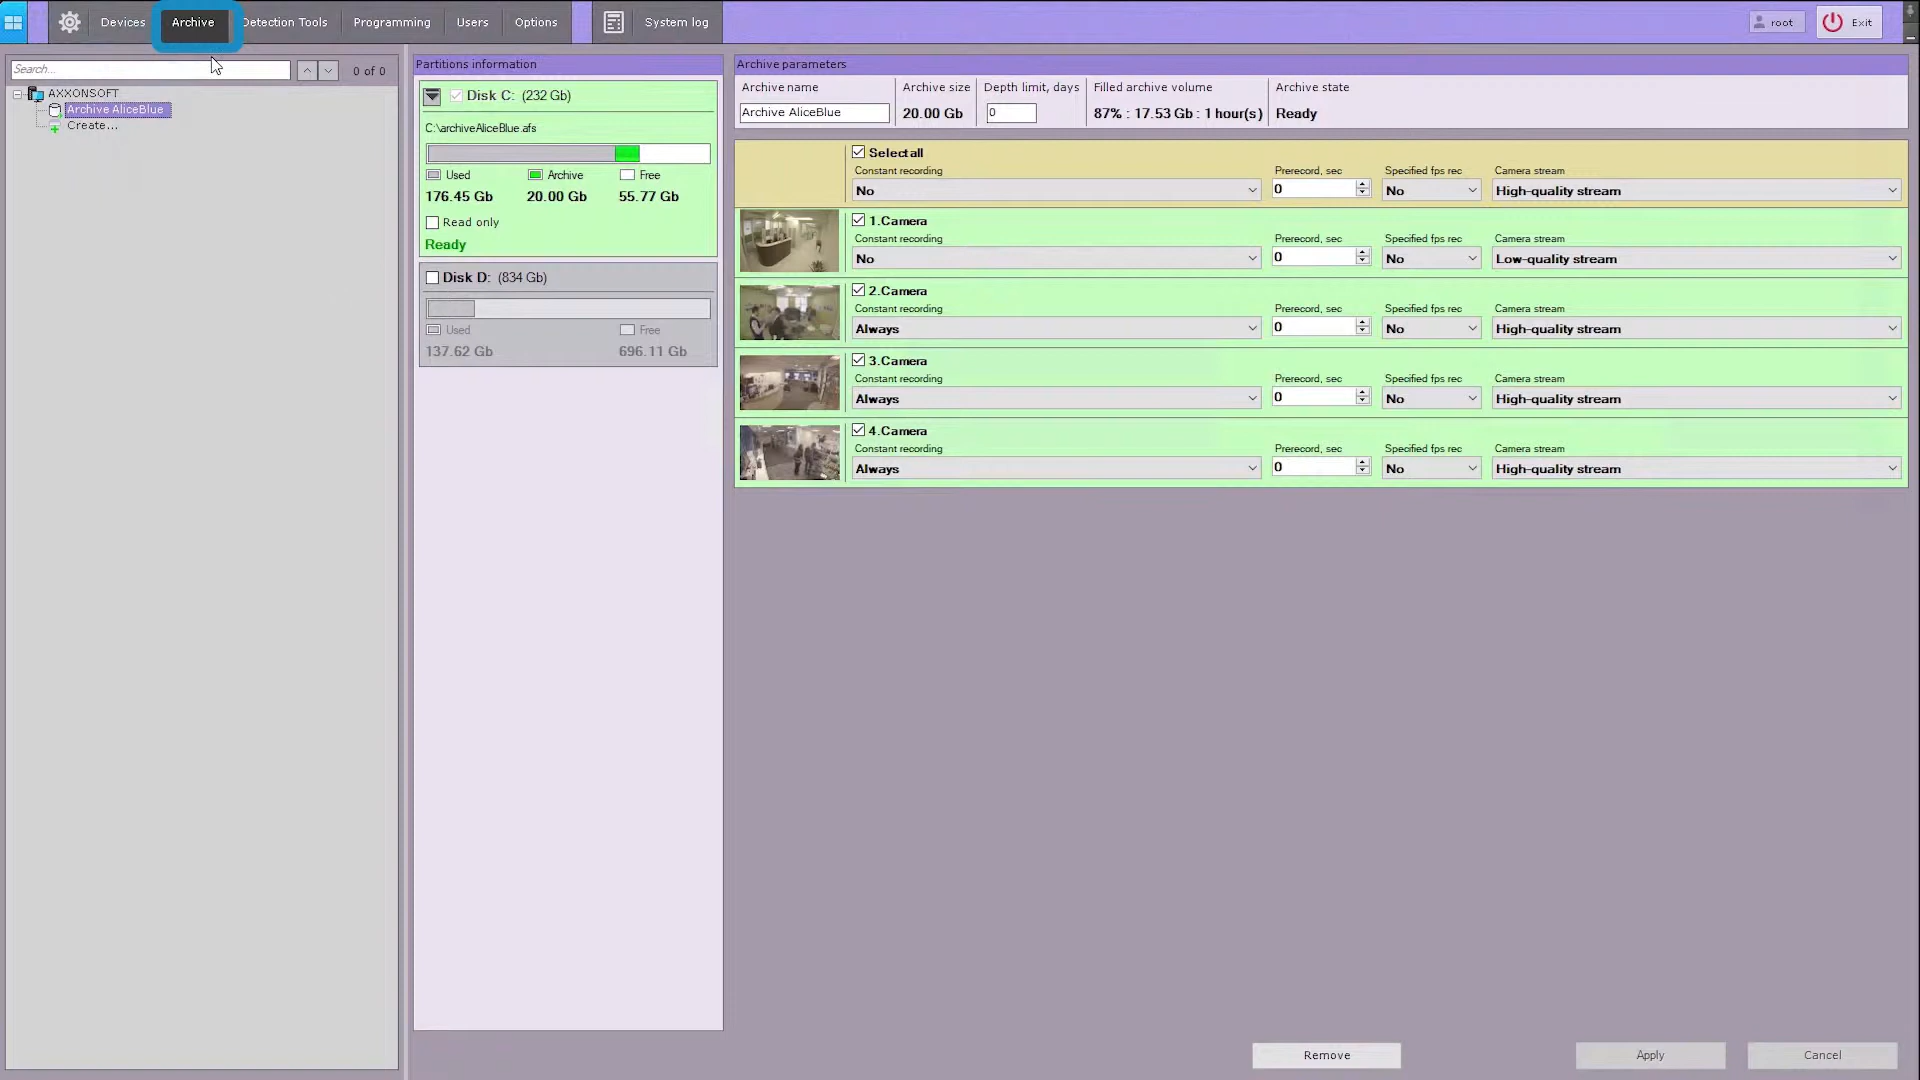 Devices Archive Detection Tools Programming Users Options System log root Exit
Search... 0 of 0
AXXONSOFT
Archive AliceBlue
Create...
Partitions information
Disk C: (232 Gb)
C:\archiveAliceBlue.afs
Used Archive Free
176.45 Gb 20.00 Gb 55.77 Gb
Read only
Ready
Disk D: (834 Gb)
Used Free
137.62 Gb 696.11 Gb
Archive parameters
Archive name Archive size Depth limit, days Filled archive volume Archive state
Archive AliceBlue 20.00 Gb 0 87% : 17.53 Gb : 1 hour(s) Ready
Select all
Constant recording Prerecord, sec Specified fps rec Camera stream
No 0 No High-quality stream
1.Camera
Constant recording Prerecord, sec Specified fps rec Camera stream
No 0 No Low-quality stream
2.Camera
Constant recording Prerecord, sec Specified fps rec Camera stream
Always 0 No High-quality stream
3.Camera
Constant recording Prerecord, sec Specified fps rec Camera stream
Always 0 No High-quality stream
4.Camera
Constant recording Prerecord, sec Specified fps rec Camera stream
Always 0 No High-quality stream
Remove Apply Cancel